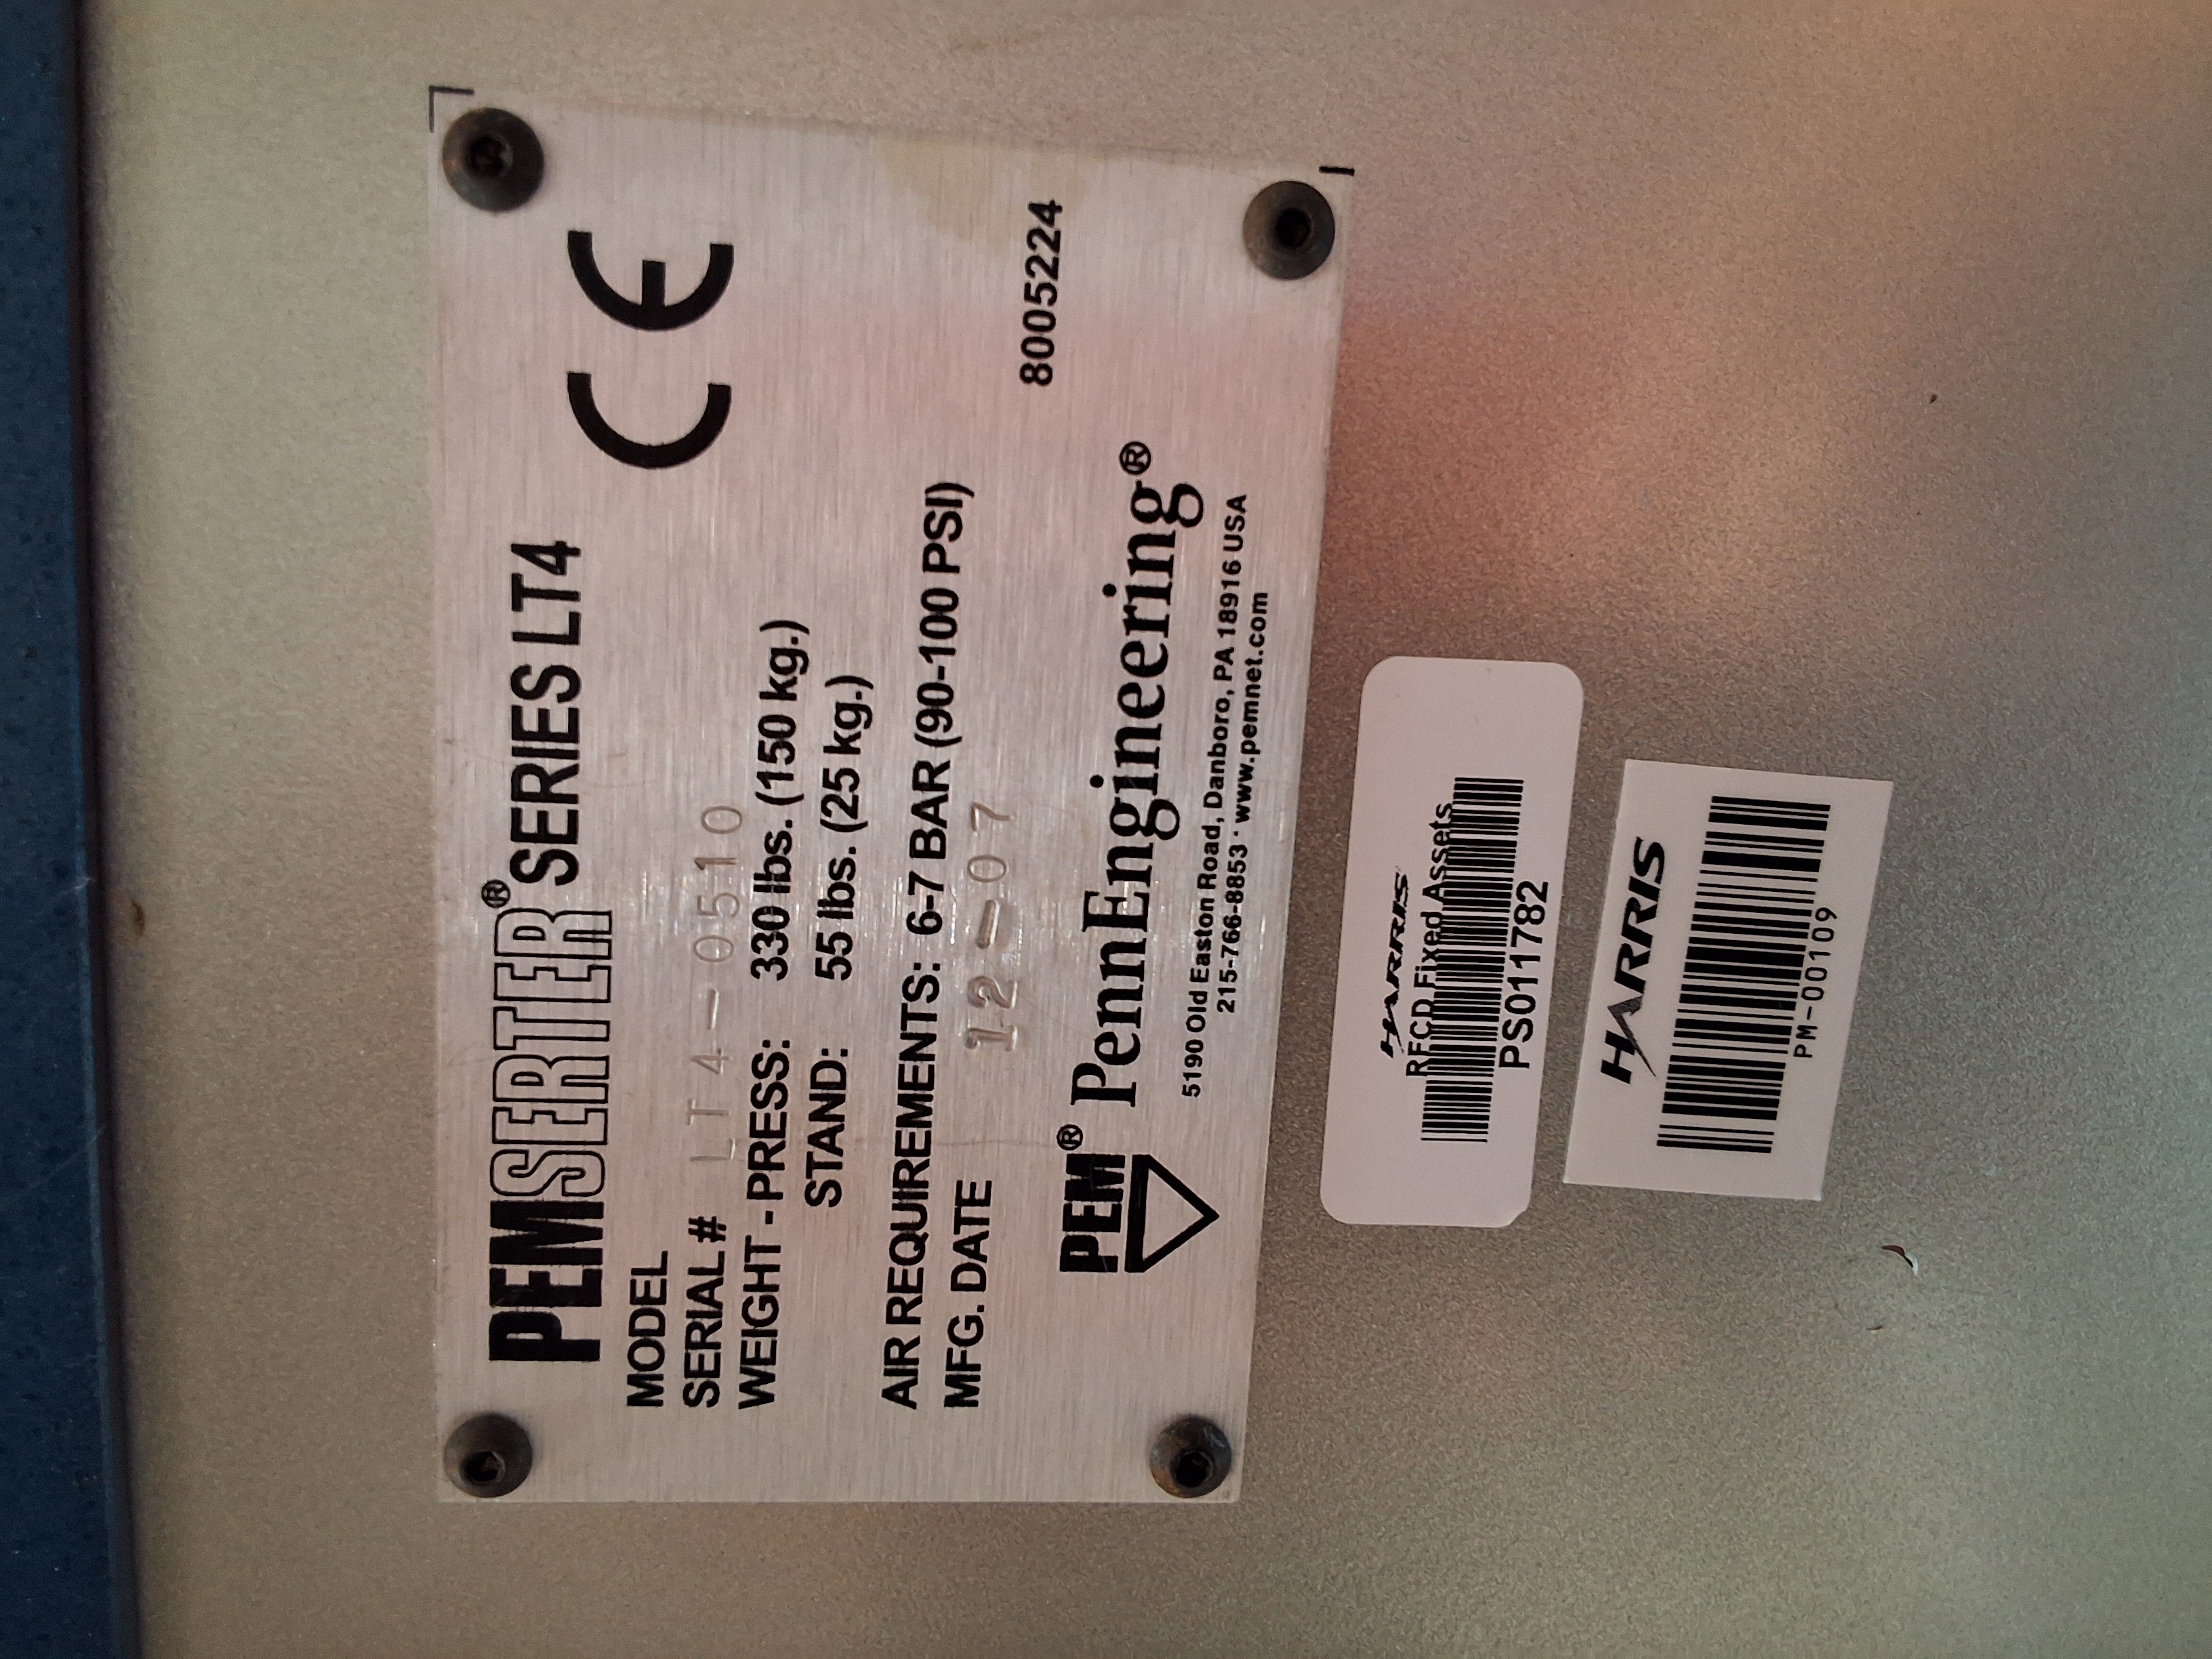 PEMSERTER® SERIES LT4
CE
MODEL
SERIAL # LT4-0510
WEIGHT - PRESS: 330 lbs. (150 kg.)
STAND: 55 lbs. (25 kg.)
AIR REQUIREMENTS: 6-7 BAR (90-100 PSI)
MFG. DATE 12-07
8005224
PEM® PennEngineering®
5190 Old Easton Road, Danboro, PA 18916 USA
215-766-8853 · www.pemnet.com
HARRIS
RFCD Fixed Assets
PS011782
HARRIS
PM-00109